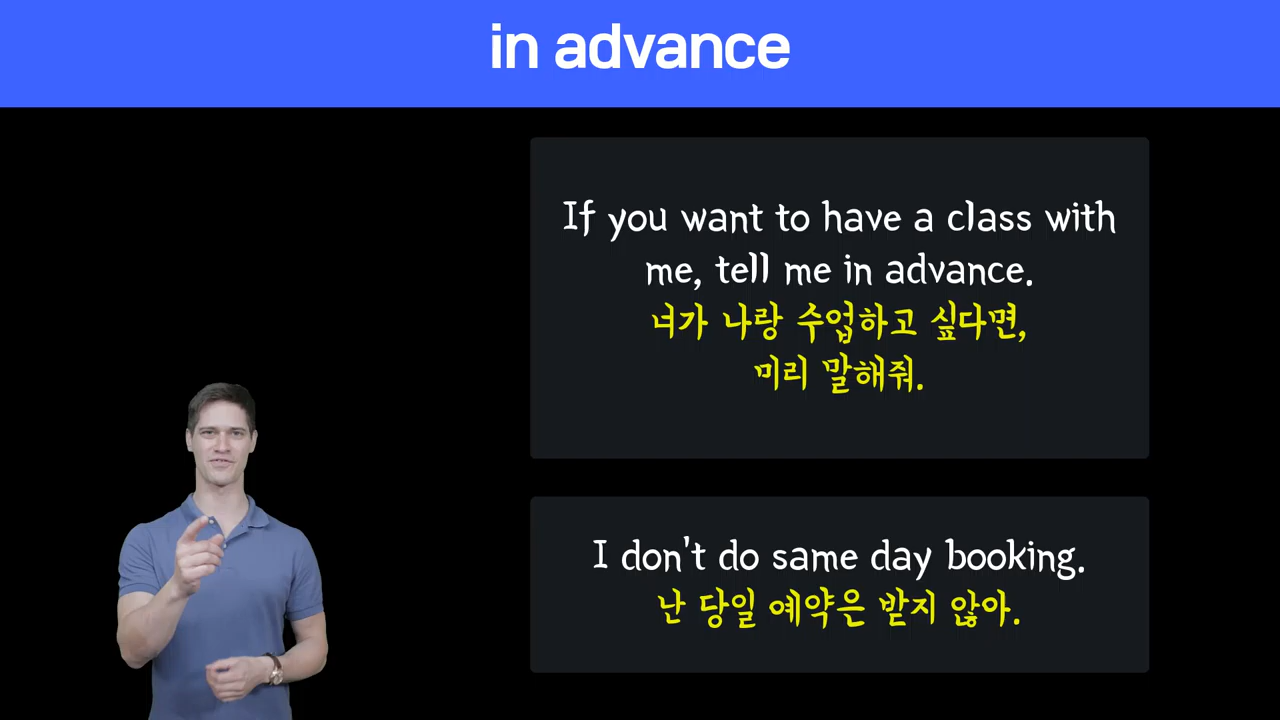 in advance
If you want to have a class with
me, tell me in advance.
너가 나랑 수업하고 싶다면,
미리 말해줘.
I don't do same day booking.
난 당일 예약은 받지 않아.